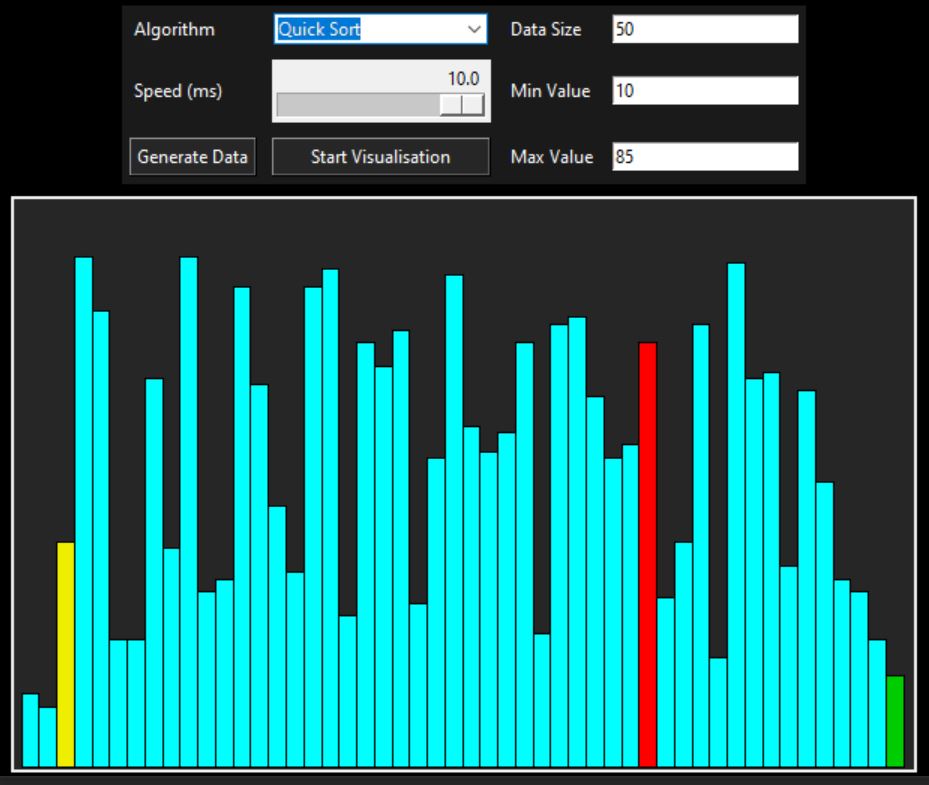 Algorithm Quick Sort Data Size 50
10.0
Speed (ms) Min Value 10
Generate Data Start Visualisation Max Value 85